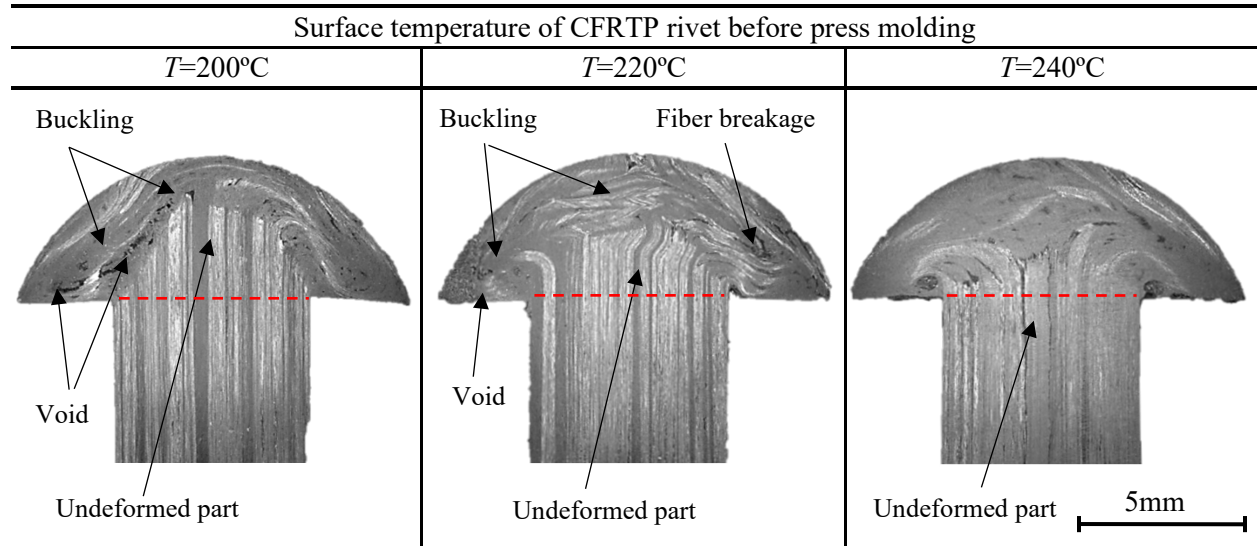 Surface temperature of CFRTP rivet before press molding
T=200ºC
T=220ºC
T=240ºC
Buckling
Buckling
Fiber breakage
Void
Void
Undeformed part
Undeformed part
Undeformed part
5mm